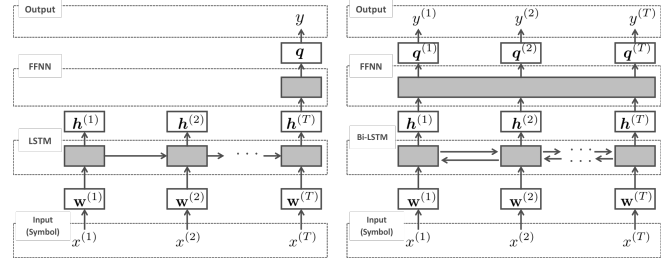 Output
y
q
FFNN
h^(1) h^(2) h^(T)
LSTM
· · ·
w^(1) w^(2) w^(T)
Input
(Symbol)
x^(1) x^(2) x^(T)
Output
y^(1) y^(2) y^(T)
q^(1) q^(2) q^(T)
FFNN
h^(1) h^(2) h^(T)
Bi-LSTM
· · ·
· · ·
w^(1) w^(2) w^(T)
Input
(Symbol)
x^(1) x^(2) x^(T)